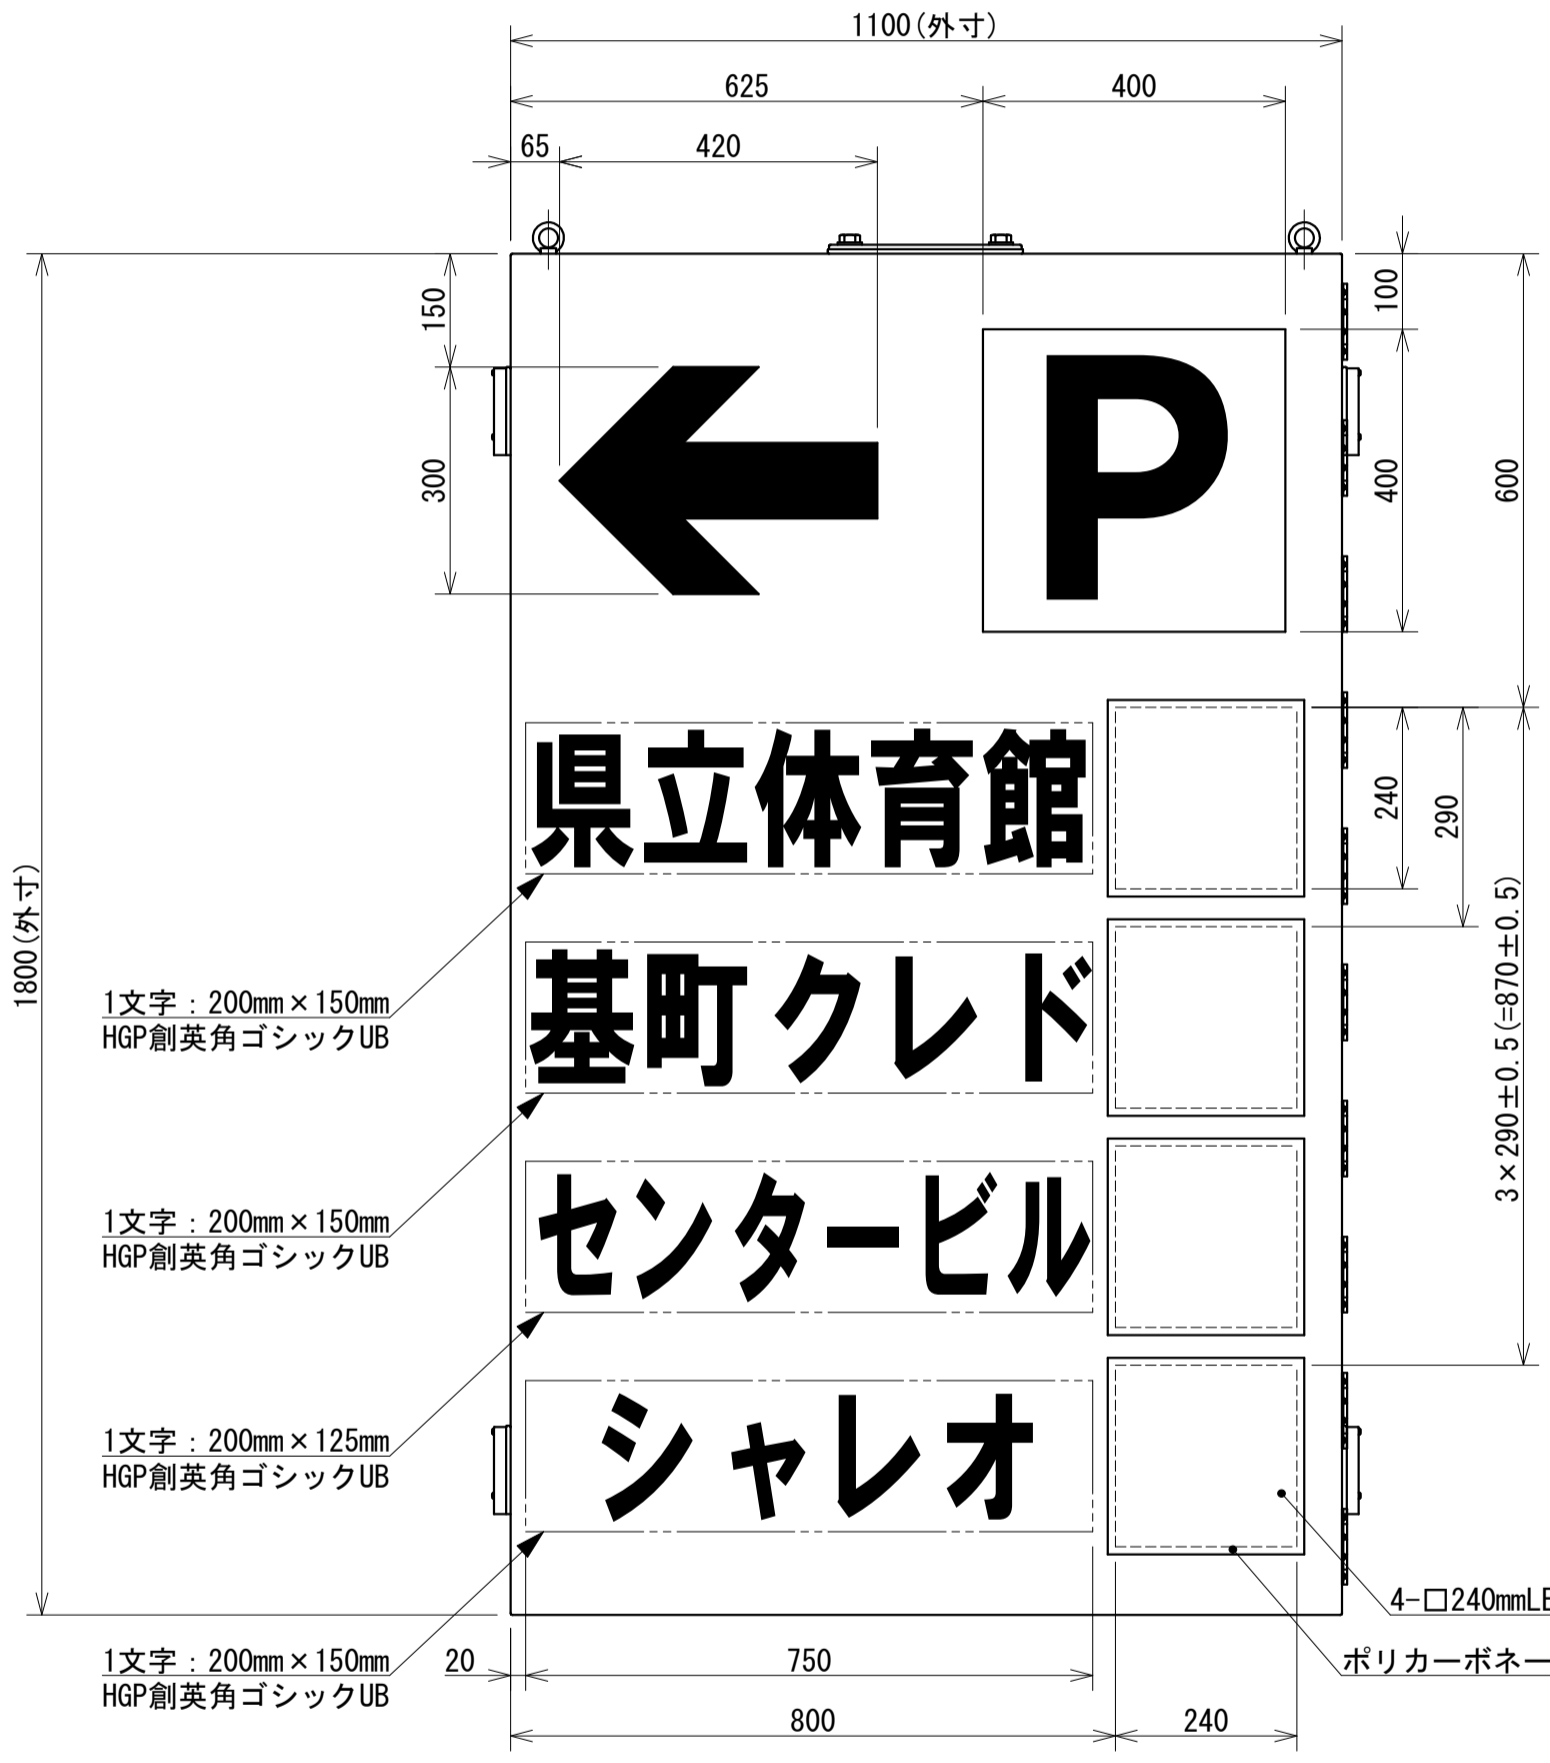 1100(外寸)
625
400
65
420
100
150
300
400
600
P
県立体育館
240
290
1800(外寸)
3×290±0.5(=870±0.5)
1文字：200mm×150mm
HGP創英角ゴシックUB
基町クレド
1文字：200mm×150mm
HGP創英角ゴシックUB
センタービル
1文字：200mm×125mm
HGP創英角ゴシックUB
シャレオ
1文字：200mm×150mm
HGP創英角ゴシックUB
4-□240mmLE
ポリカーボネー
20
750
800
240